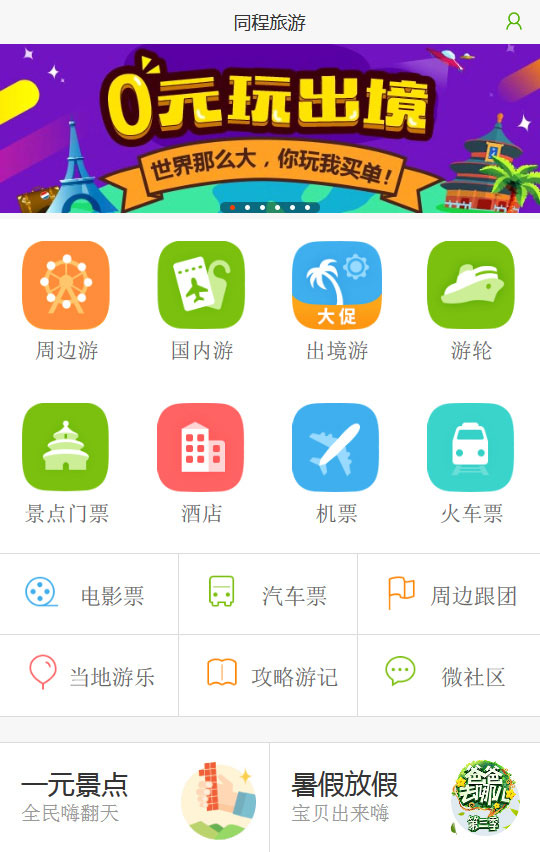 同程旅游
0元玩出境
世界那么大，你玩我买单！
周边游
国内游
大促
出境游
游轮
景点门票
酒店
机票
火车票
电影票
汽车票
周边跟团
当地游乐
攻略游记
微社区
一元景点
全民嗨翻天
暑假放假
宝贝出来嗨
爸爸
去哪儿
第二季